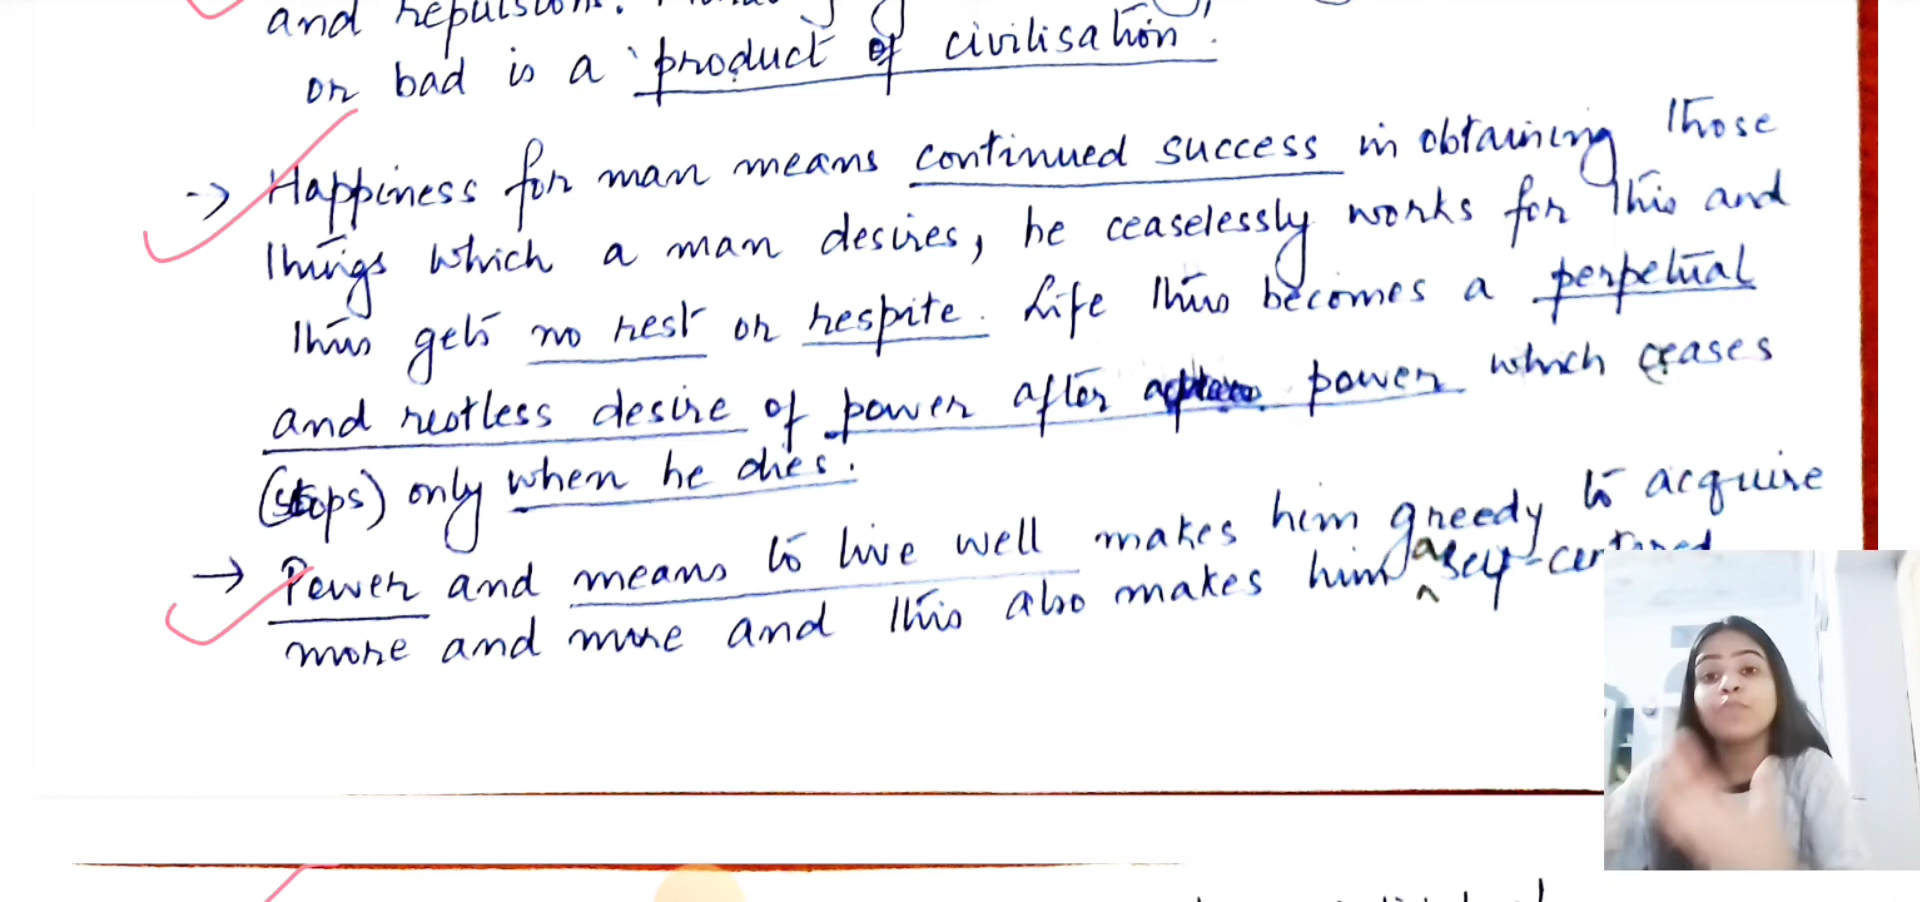 and repulsion.
or bad is a 'product of civilisation'.
-> Happiness for man means continued success in obtaining those
things which a man desires, he ceaselessly works for this and
thus gets no rest or respite. Life thus becomes a perpetual
and restless desire of power after power which ceases
(stops) only when he dies.
-> Power and means to live well makes him greedy to acquire
more and more and this also makes him a self-centered